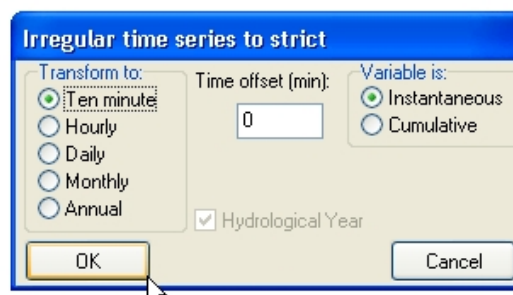 Irregular time series to strict
Transform to:
Ten minute
Hourly
Daily
Monthly
Annual
Time offset (min):
0
Hydrological Year
Variable is:
Instantaneous
Cumulative
OK
Cancel